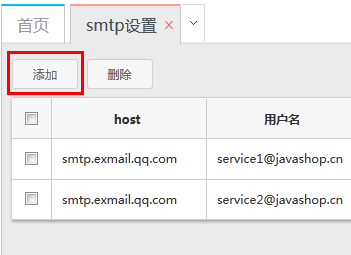 首页 smtp设置 ×
添加 删除
host 用户名
smtp.exmail.qq.com service1@javashop.cn
smtp.exmail.qq.com service2@javashop.cn